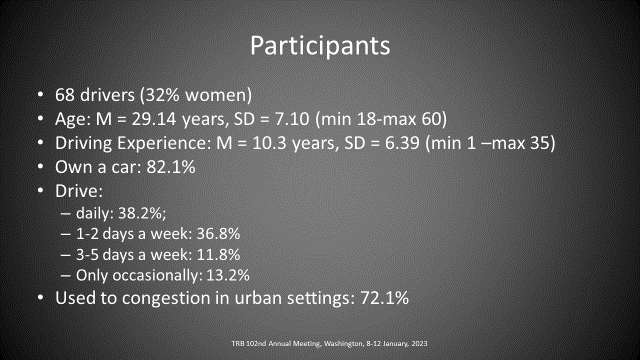 Participants
• 68 drivers (32% women)
• Age: M = 29.14 years, SD = 7.10 (min 18-max 60)
• Driving Experience: M = 10.3 years, SD = 6.39 (min 1 –max 35)
• Own a car: 82.1%
• Drive:
– daily: 38.2%;
– 1-2 days a week: 36.8%
– 3-5 days a week: 11.8%
– Only occasionally: 13.2%
• Used to congestion in urban settings: 72.1%
TRB 102nd Annual Meeting, Washington, 8-12 January, 2023